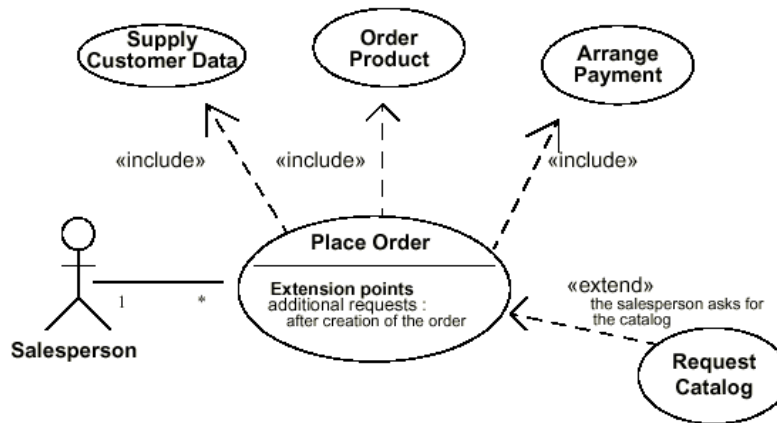 Supply
Customer Data
Order
Product
Arrange
Payment
«include»
«include»
«include»
Place Order
Extension points
additional requests :
after creation of the order
1
*
Salesperson
«extend»
the salesperson asks for
the catalog
Request
Catalog